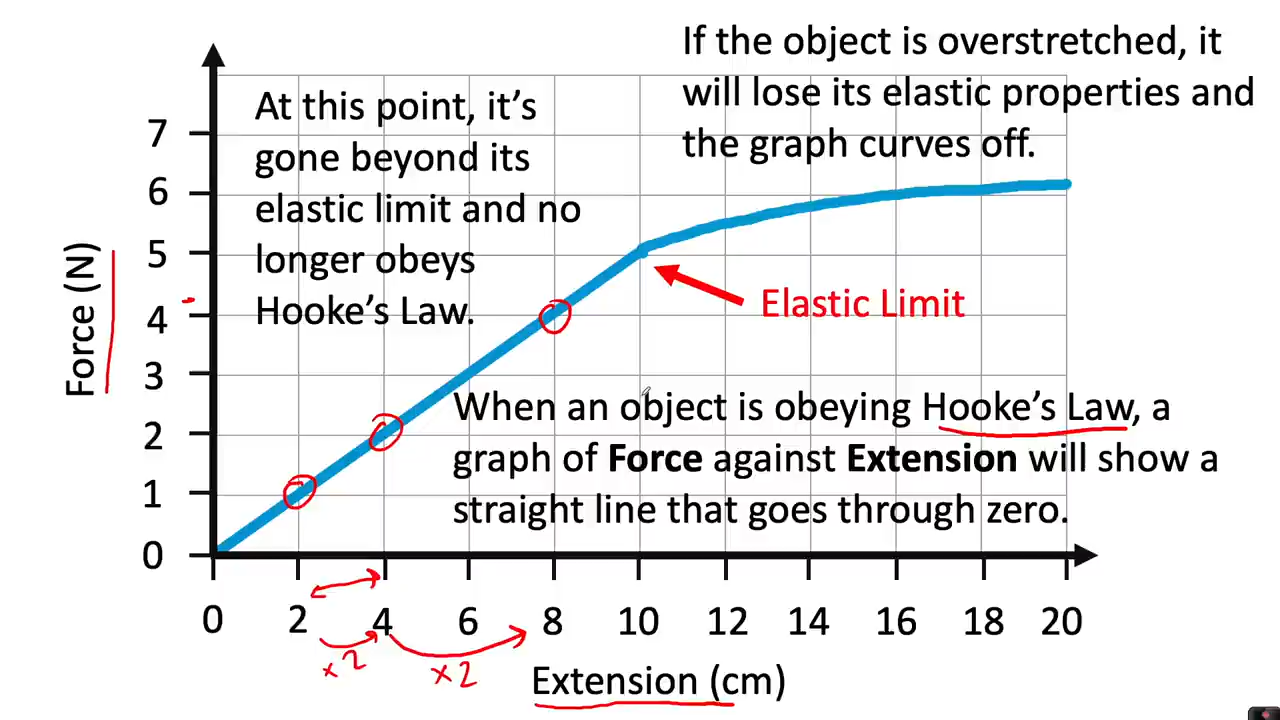 If the object is overstretched, it
will lose its elastic properties and
the graph curves off.
At this point, it's
gone beyond its
elastic limit and no
longer obeys
Hooke's Law.
Elastic Limit
When an object is obeying Hooke's Law, a
graph of Force against Extension will show a
straight line that goes through zero.
Force (N)
7
6
5
4
3
2
1
0
0 2 4 6 8 10 12 14 16 18 20
×2 ×2
Extension (cm)